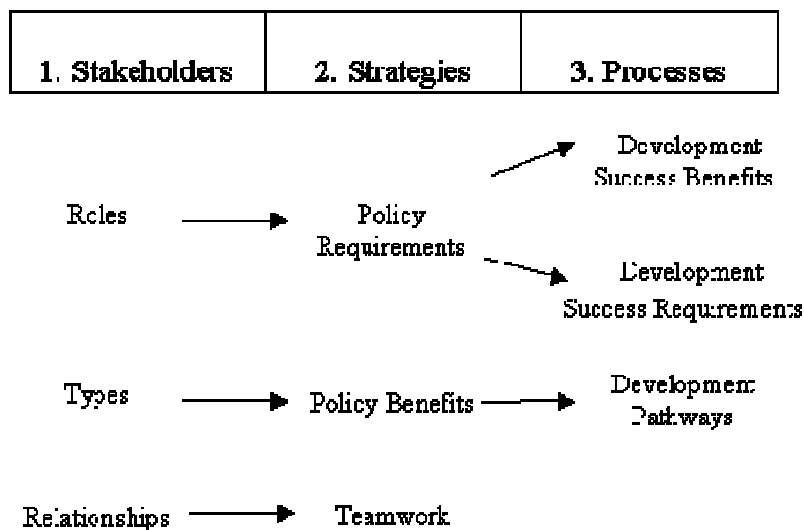 1. Stakeholders
2. Strategies
3. Processes
Development
Success Benefits
Roles
Policy
Requirements
Development
Success Requirements
Types
Policy Benefits
Development
Pathways
Relationships
Teamwork